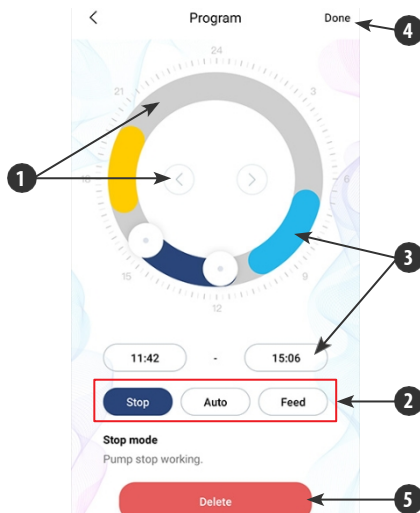 Program
Done
4
24
21
3
1
18
6
3
15
9
12
11:42 - 15:06
Stop Auto Feed
2
Stop mode
Pump stop working.
Delete
5